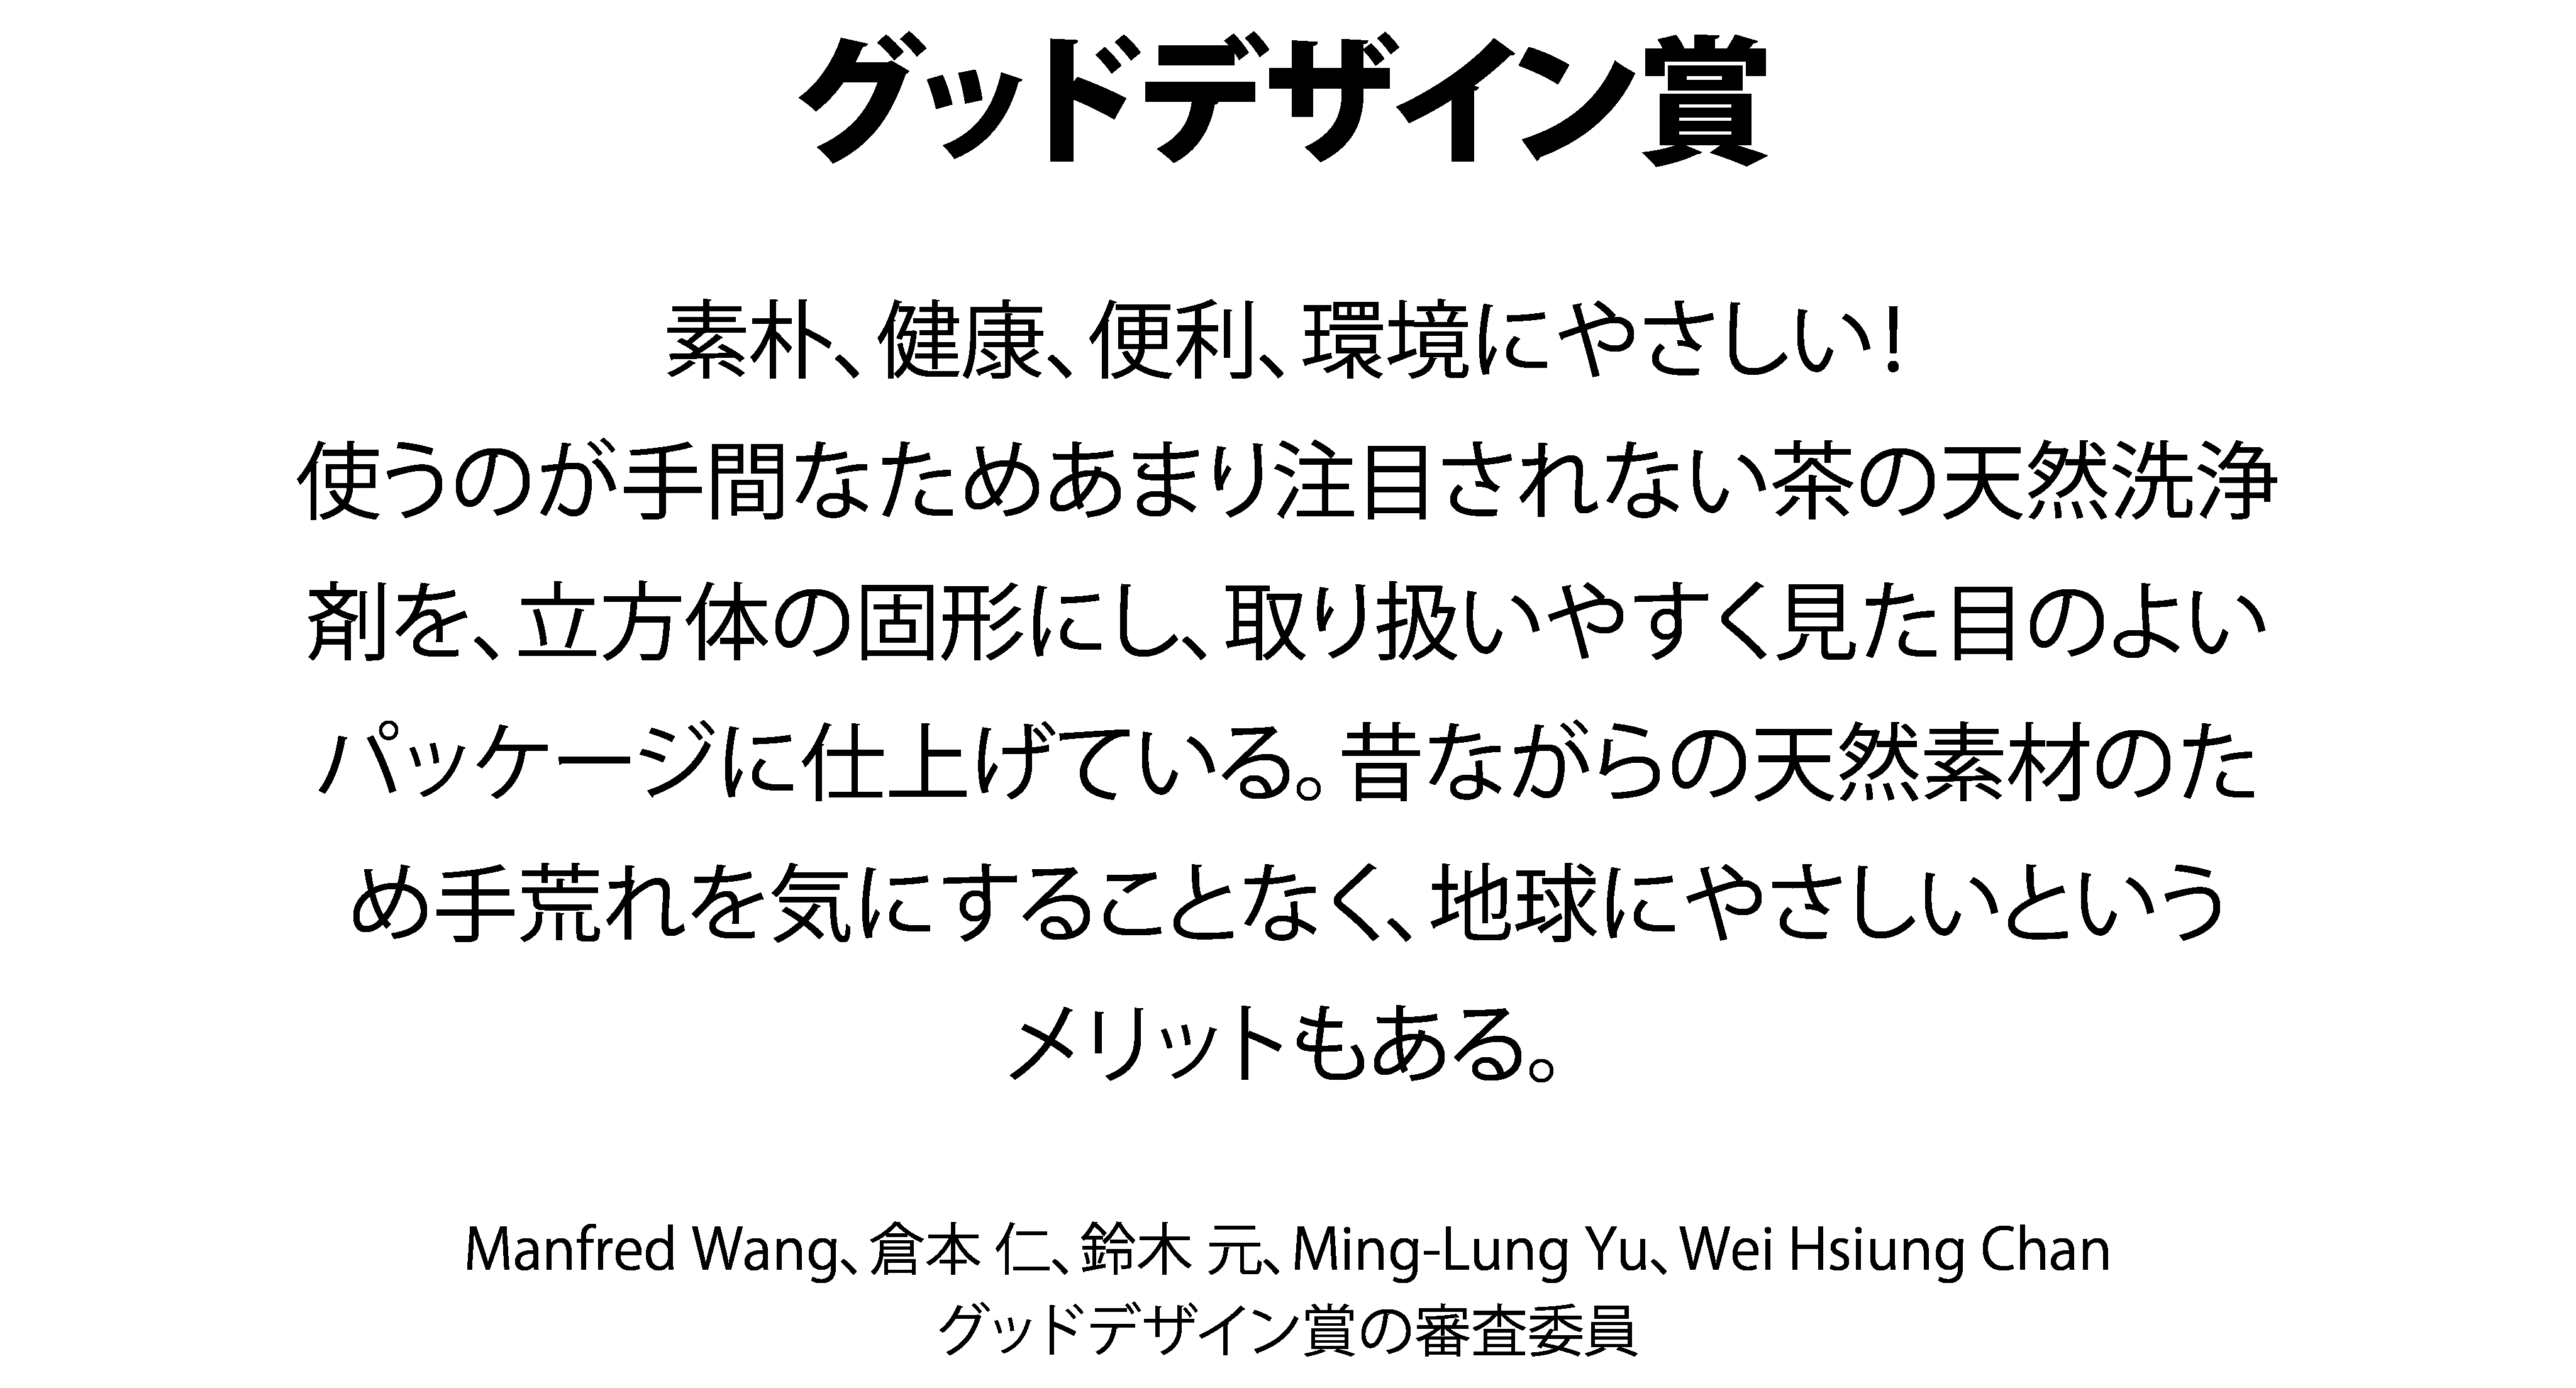 グッドデザイン賞
素朴、健康、便利、環境にやさしい！
使うのが手間なためあまり注目されない茶の天然洗浄
剤を、立方体の固形にし、取り扱いやすく見た目のよい
パッケージに仕上げている。昔ながらの天然素材のた
め手荒れを気にすることなく、地球にやさしいという
メリットもある。
Manfred Wang、倉本 仁、鈴木 元、Ming-Lung Yu、Wei Hsiung Chan
グッドデザイン賞の審査委員